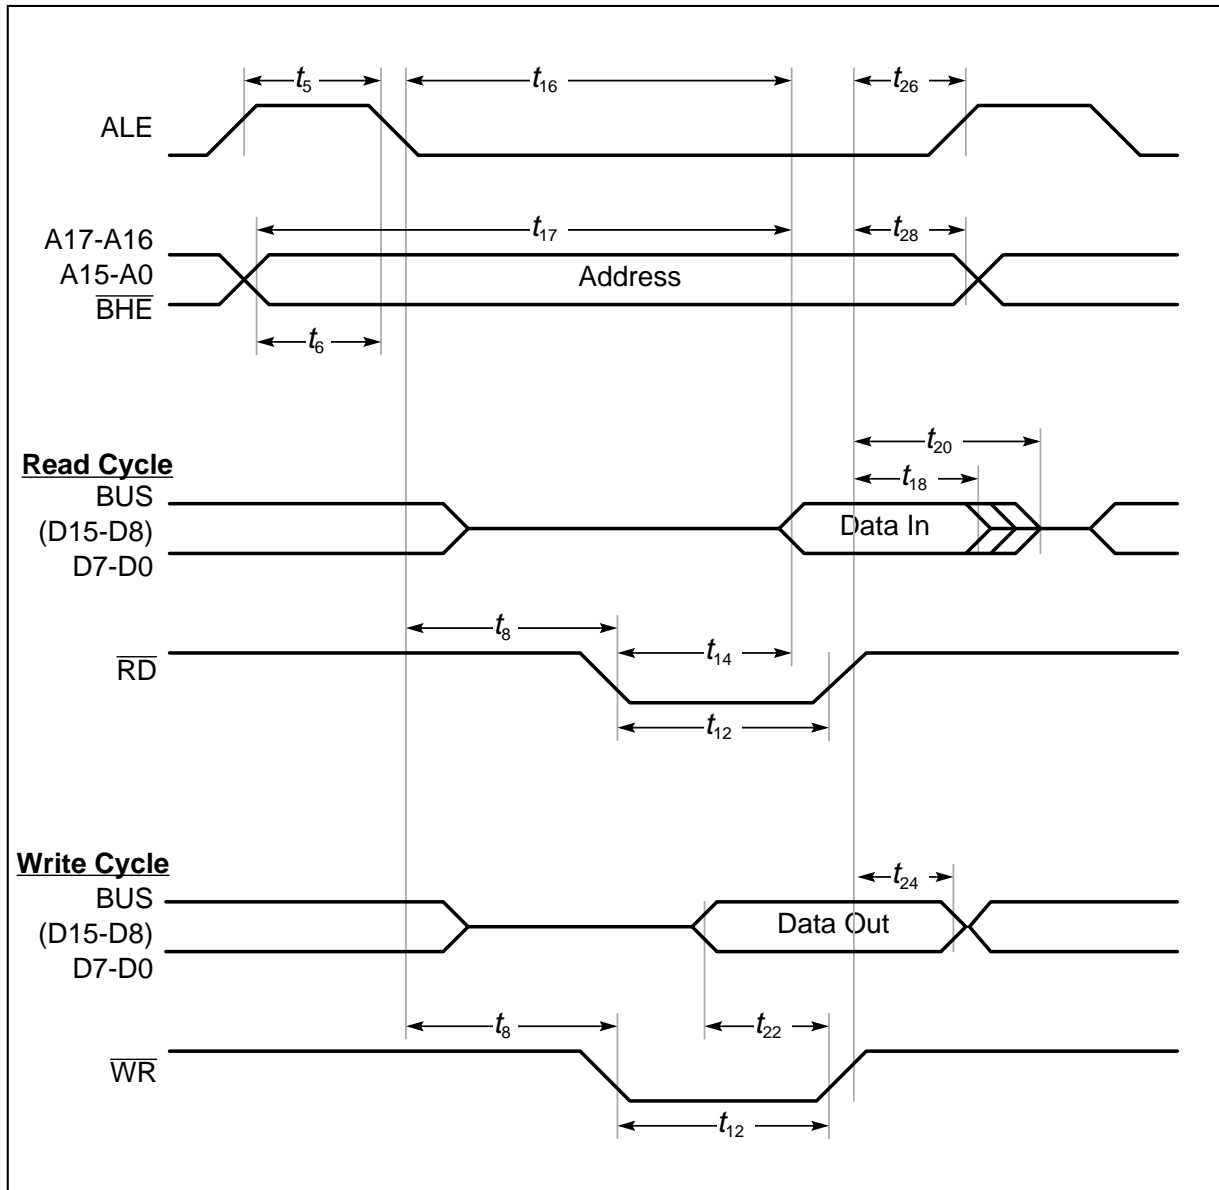 t5 t16 t26
ALE
t17 t28
A17-A16
A15-A0
BHE
Address
t6
t20
t18
Read Cycle
BUS
(D15-D8)
D7-D0
Data In
t8
t14
RD
t12
Write Cycle
BUS
(D15-D8)
D7-D0
t24
Data Out
t8
t22
WR
t12